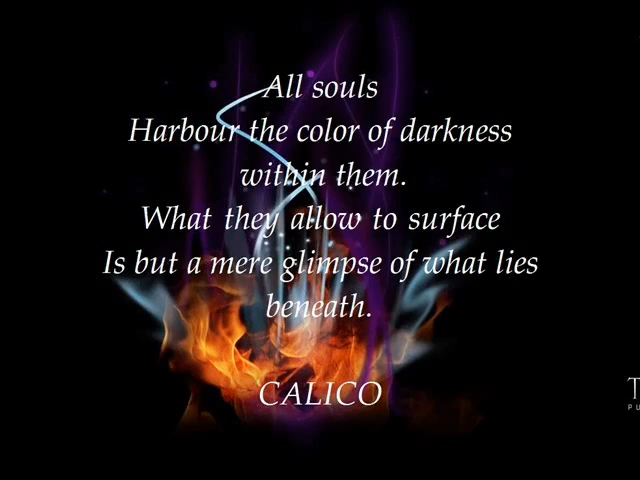 All souls
Harbour the color of darkness
within them.
What they allow to surface
Is but a mere glimpse of what lies
beneath.
CALICO